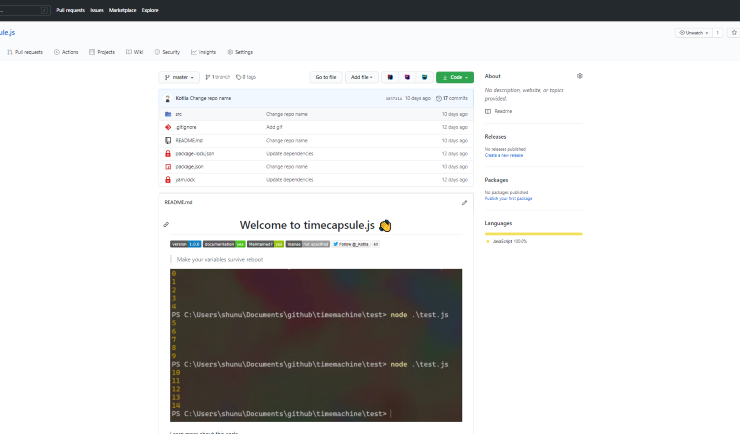 Pull requests Issues Marketplace Explore
ule.js
Unwatch 1
Pull requests Actions Projects Wiki Security Insights Settings
master 1 branch 0 tags Go to file Add file Code
Kotlia Change repo name 10 days ago 17 commits
src Change repo name 10 days ago
.gitignore Add gif 12 days ago
README.md Change repo name 10 days ago
package-lock.json Update dependencies 12 days ago
package.json Change repo name 10 days ago
yarn.lock Update dependencies 12 days ago
README.md
Welcome to timecapsule.js
version 1.0.0 documentation yes Maintained? yes license not specified Follow @_Kotlia
Make your variables survive reboot
0
1
2
3
4
PS C:\Users\shunu\Documents\github\timemachine\test> node .\test.js
5
6
7
8
9
PS C:\Users\shunu\Documents\github\timemachine\test> node .\test.js
10
11
12
13
14
PS C:\Users\shunu\Documents\github\timemachine\test>
About
No description, website, or topics
provided.
Readme
Releases
No releases published
Create a new release
Packages
No packages published
Publish your first package
Languages
JavaScript 100.0%